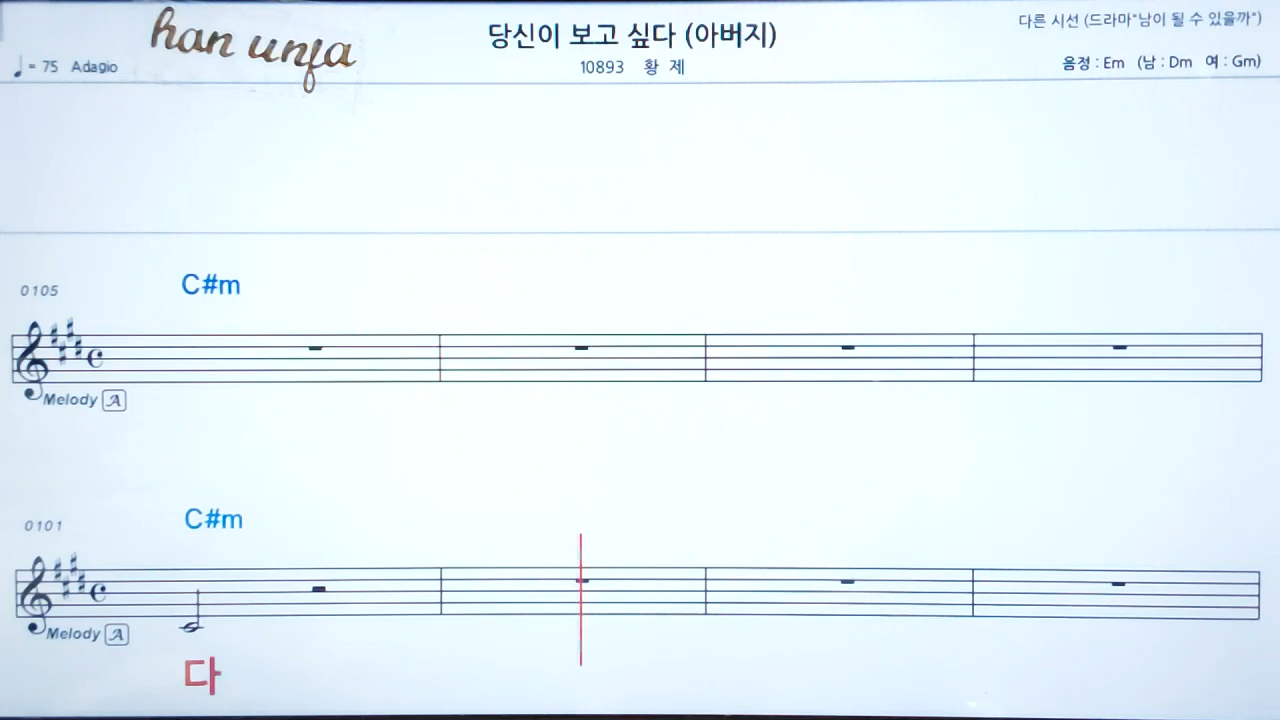 han unja
당신이 보고 싶다 (아버지)
다른 시선 (드라마"남이 될 수 있을까")
♩= 75 Adagio
10893 황 제
음정 : Em (남 : Dm 여 : Gm)
0105 C#m
Melody A
0101 C#m
Melody A
다